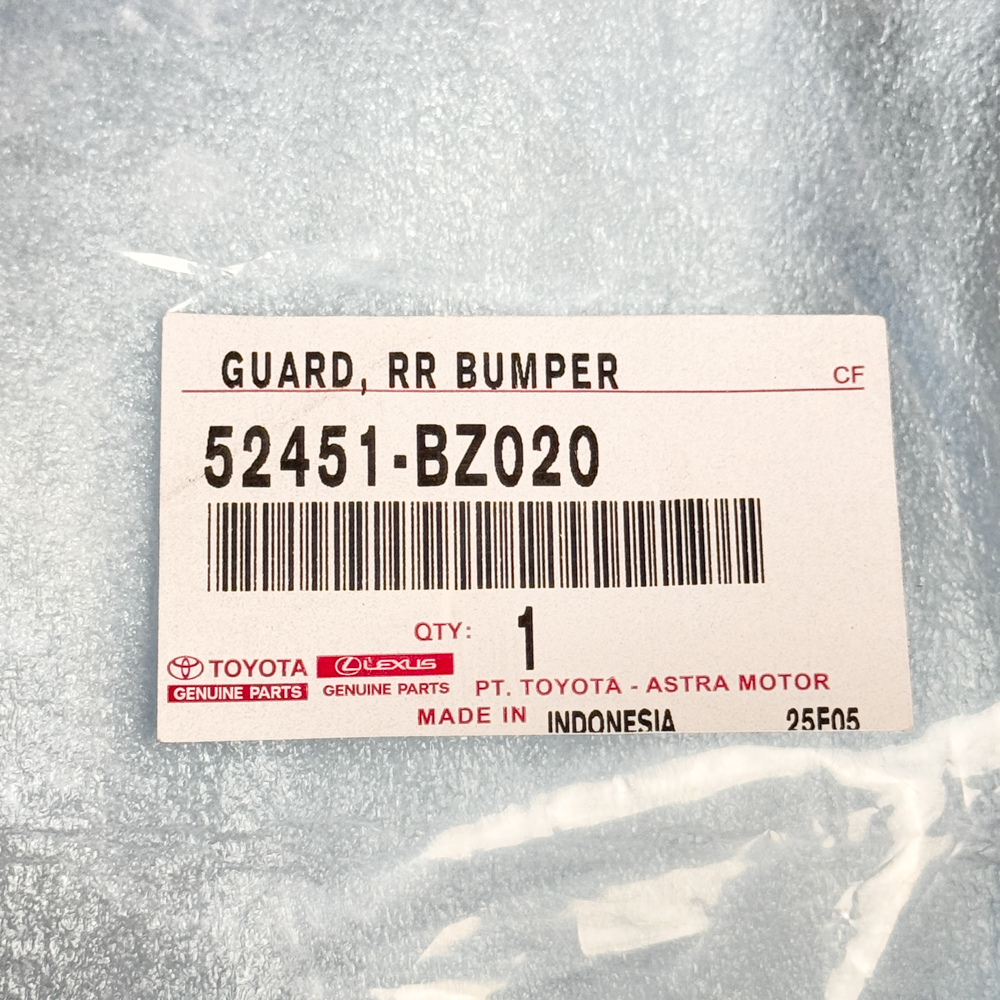 GUARD, RR BUMPER
CF
52451-BZ020
QTY: 1
TOYOTA LEXUS
GENUINE PARTS GENUINE PARTS PT. TOYOTA - ASTRA MOTOR
MADE IN INDONESIA 25F05